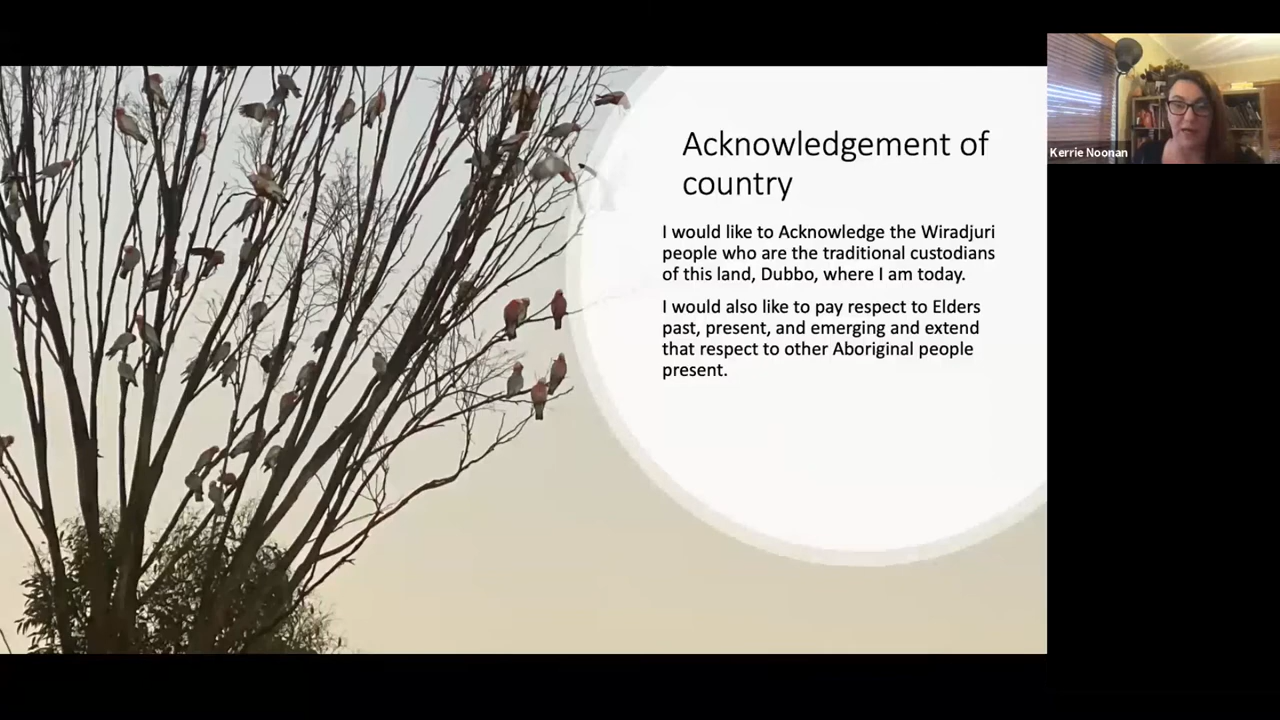 Acknowledgement of
country
I would like to Acknowledge the Wiradjuri
people who are the traditional custodians
of this land, Dubbo, where I am today.
I would also like to pay respect to Elders
past, present, and emerging and extend
that respect to other Aboriginal people
present.
Kerrie Noonan